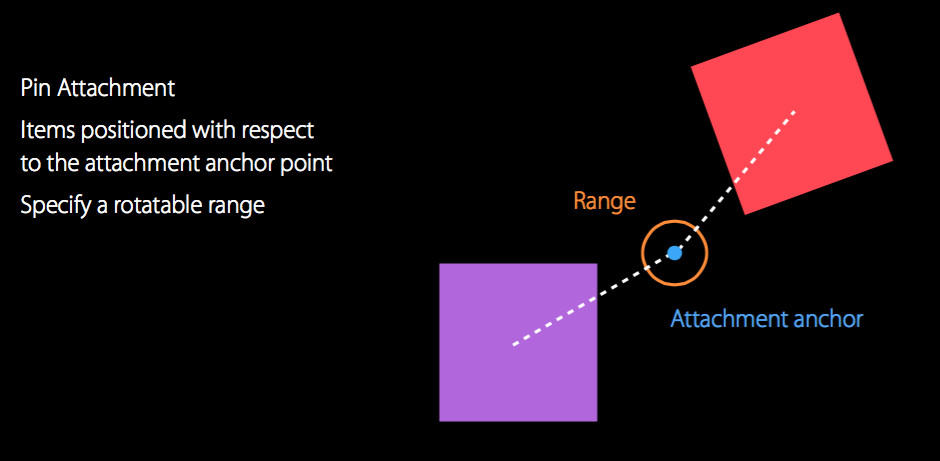 Pin Attachment
Items positioned with respect
to the attachment anchor point
Specify a rotatable range
Range
Attachment anchor